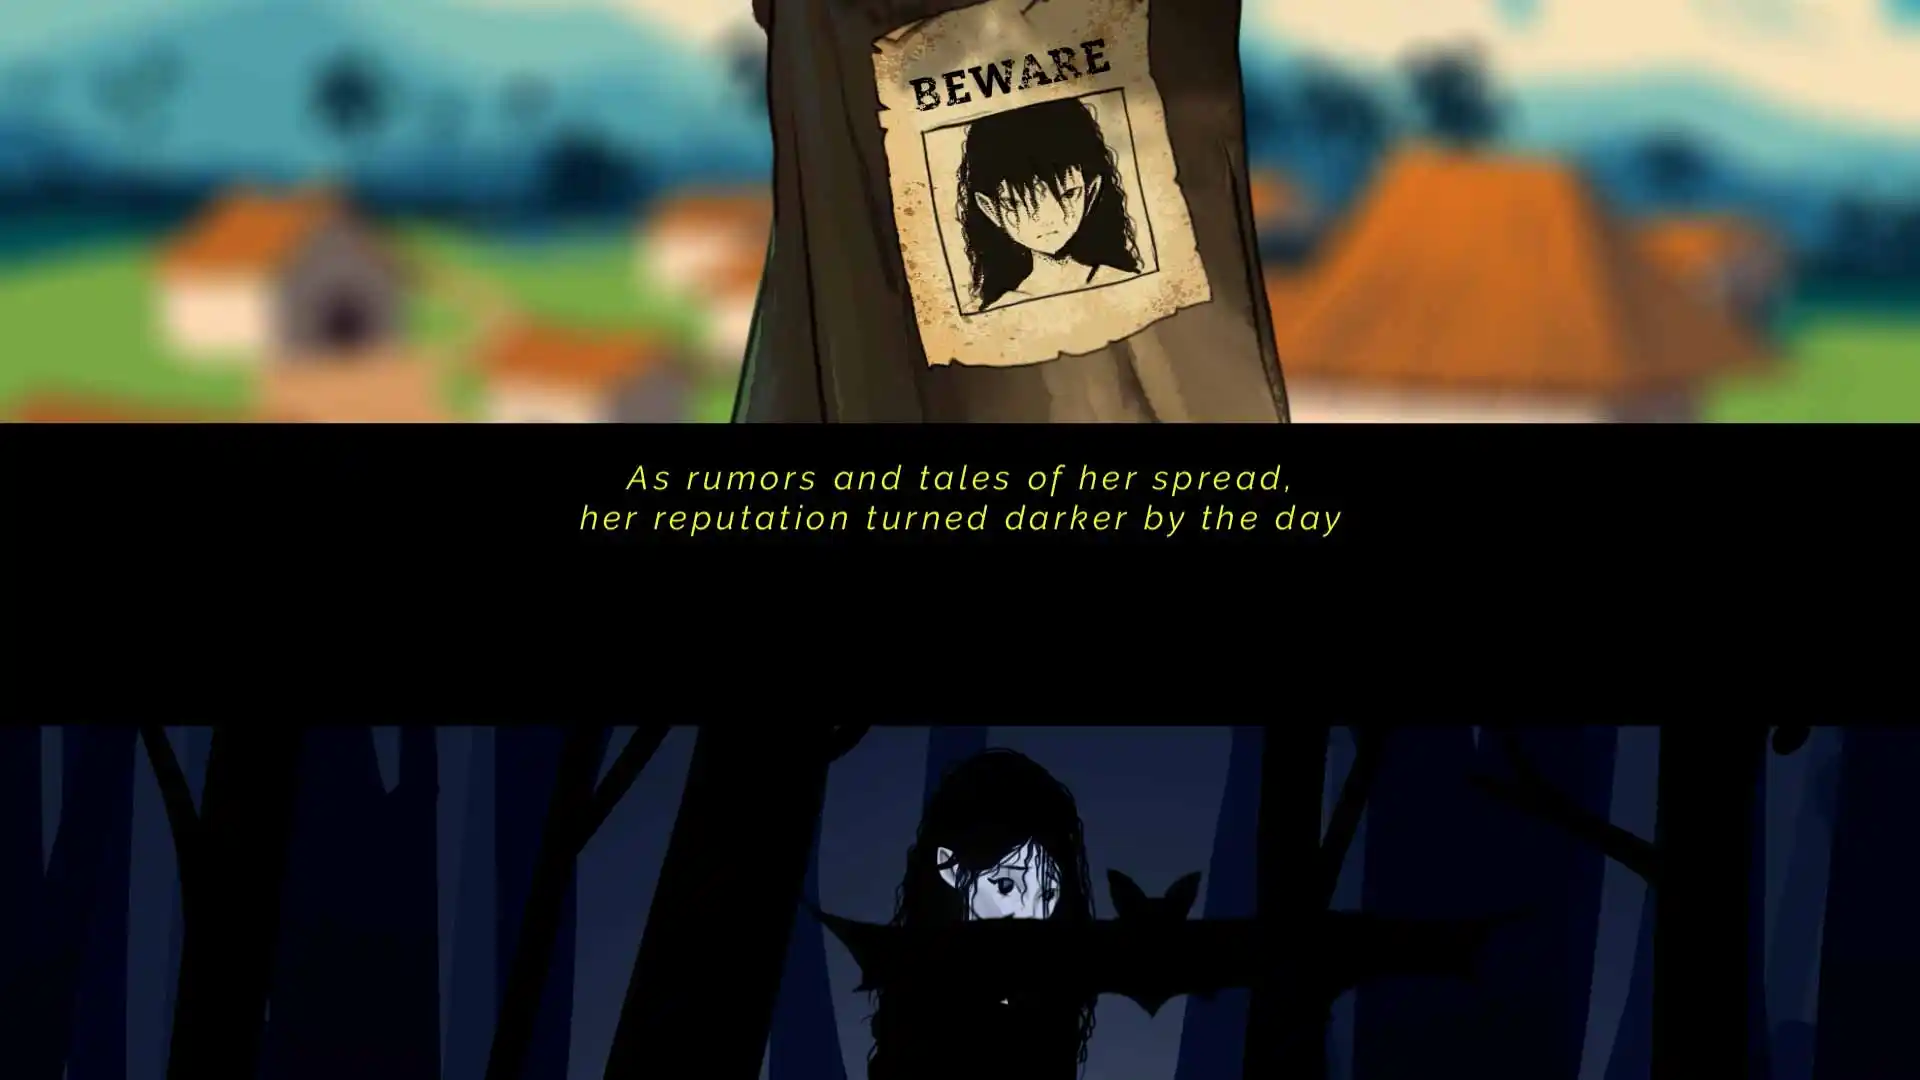 BEWARE
As rumors and tales of her spread,
her reputation turned darker by the day